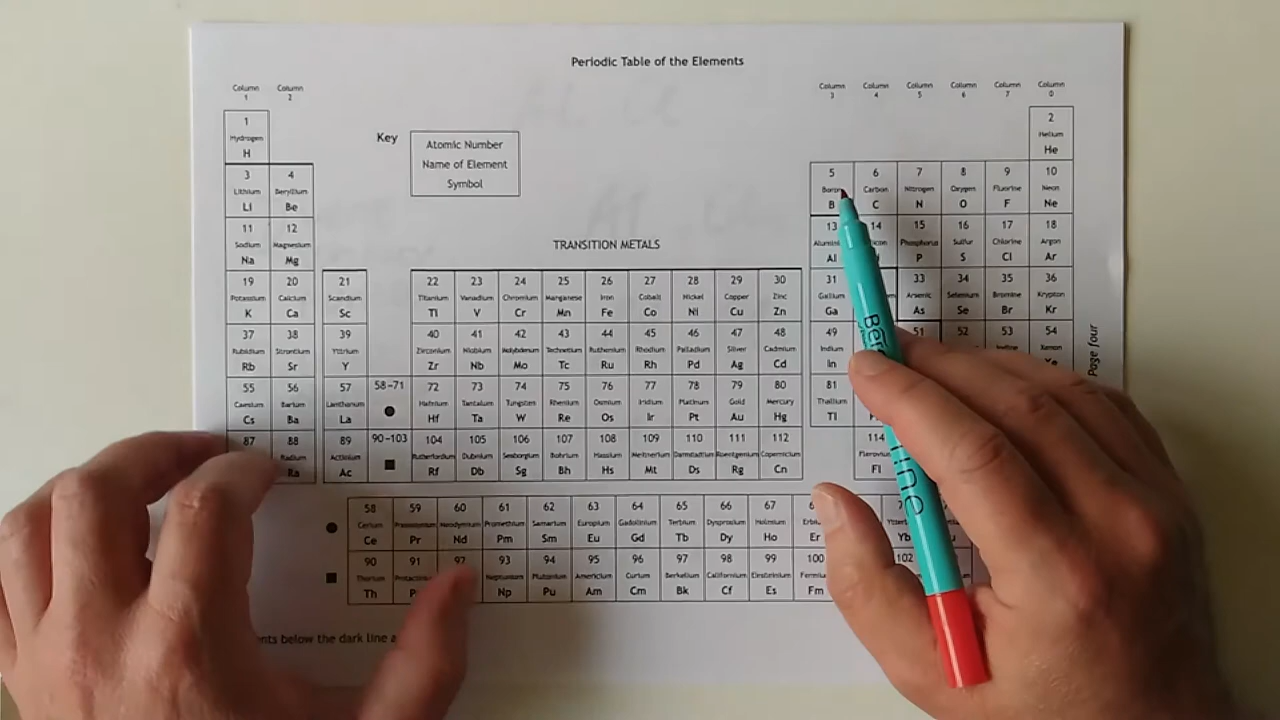 Periodic Table of the Elements
Column 1 Column 2 Column 3 Column 4 Column 5 Column 6 Column 7 Column 0
1 2
Hydrogen Key Atomic Number Helium
H Name of Element He
Symbol
3 4 5 6 7 8 9 10
Lithium Beryllium Boron Carbon Nitrogen Oxygen Fluorine Neon
Li Be B C N O F Ne
11 12 13 14 15 16 17 18
Sodium Magnesium Phosphorus Sulfur Chlorine Argon
Na Mg TRANSITION METALS Al P S Cl Ar
19 20 21 22 23 24 25 26 27 28 29 30 31 33 34 35 36
Potassium Calcium Scandium Titanium Vanadium Chromium Manganese Iron Cobalt Nickel Copper Zinc Gallium Arsenic Selenium Bromine Krypton
K Ca Sc Ti V Cr Mn Fe Co Ni Cu Zn Ga As Se Br Kr
37 38 39 40 41 42 43 44 45 46 47 48 49 51 52 53 54
Rubidium Strontium Yttrium Zirconium Niobium Molybdenum Technetium Ruthenium Rhodium Palladium Silver Cadmium Indium Xenon
Rb Sr Y Zr Nb Mo Tc Ru Rh Pd Ag Cd In
55 56 57 58-71 72 73 74 75 76 77 78 79 80 81
Caesium Barium Lanthanum Hafnium Tantalum Tungsten Rhenium Osmium Iridium Platinum Gold Mercury Thallium
Cs Ba La Hf Ta W Re Os Ir Pt Au Hg Tl
87 88 89 90-103 104 105 106 107 108 109 110 111 112 114
Radium Actinium Rutherfordium Dubnium Seaborgium Bohrium Hassium Meitnerium Darmstadtium Roentgenium Copernicium Flerovium
Ra Ac Rf Db Sg Bh Hs Mt Ds Rg Cn Fl
58 59 60 61 62 63 64 65 66 67
Cerium Praseodymium Neodymium Promethium Samarium Europium Gadolinium Terbium Dysprosium Holmium
Ce Pr Nd Pm Sm Eu Gd Tb Dy Ho Er Yb
90 91 93 94 95 96 97 98 99 100 102
Thorium Neptunium Plutonium Americium Curium Berkelium Californium Einsteinium
Th Np Pu Am Cm Bk Cf Es Fm
below the dark line
Page four